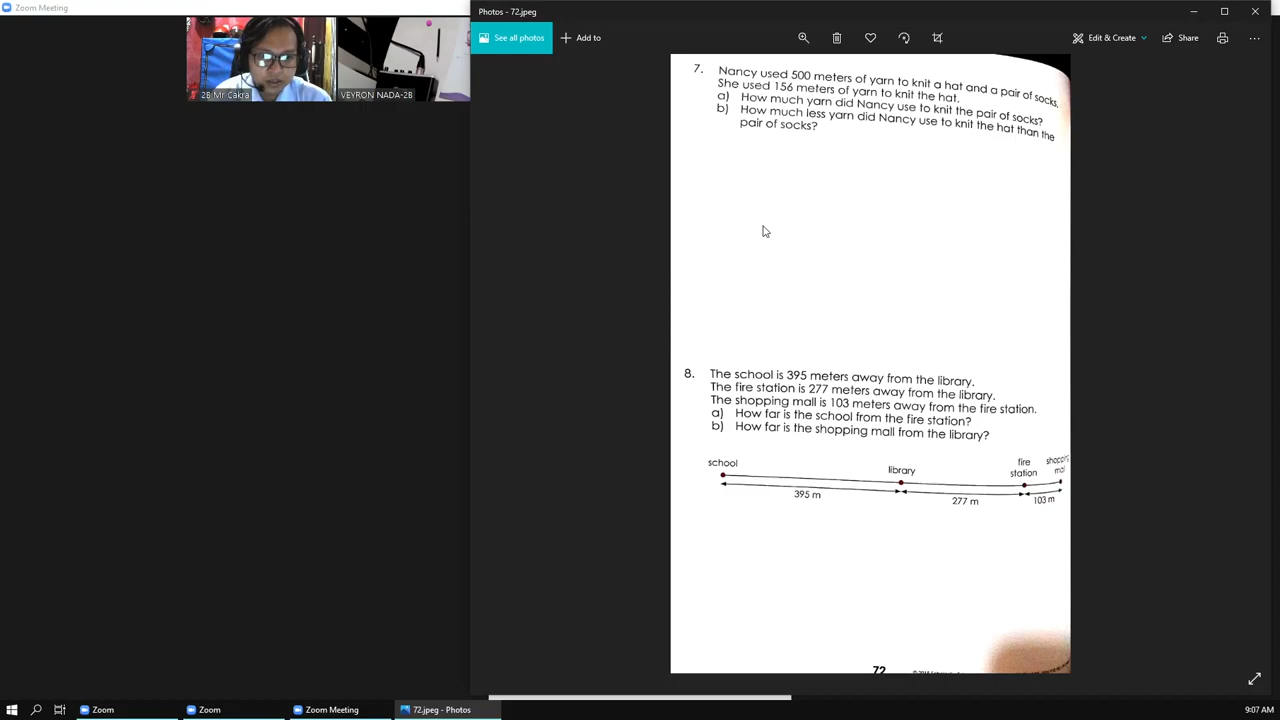 Zoom Meeting
2B Mr Cakra
VEYRON NADA-2B
Photos - 72.jpeg
See all photos
Add to
Edit & Create
Share
7. Nancy used 500 meters of yarn to knit a hat and a pair of socks.
She used 156 meters of yarn to knit the hat.
a) How much yarn did Nancy use to knit the pair of socks?
b) How much less yarn did Nancy use to knit the hat than the
pair of socks?
8. The school is 395 meters away from the library.
The fire station is 277 meters away from the library.
The shopping mall is 103 meters away from the fire station.
a) How far is the school from the fire station?
b) How far is the shopping mall from the library?
school
library
fire
station
395 m
277 m
103 m
72
Zoom
Zoom
Zoom Meeting
72.jpeg - Photos
9:07 AM